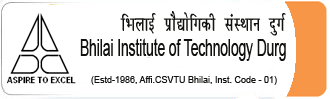 भिलाई प्रौद्योगिकी संस्थान दुर्ग
Bhilai Institute of Technology Durg
ASPIRE TO EXCEL
(Estd-1986, Affi.CSVTU Bhilai, Inst. Code - 01)